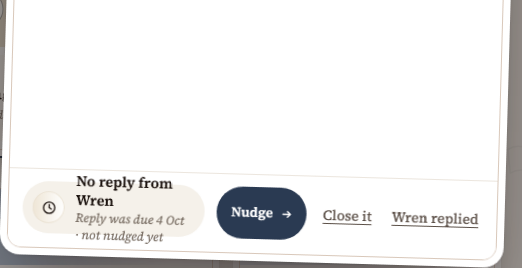 No reply from
Wren
Reply was due 4 Oct
· not nudged yet
Nudge →
Close it
Wren replied